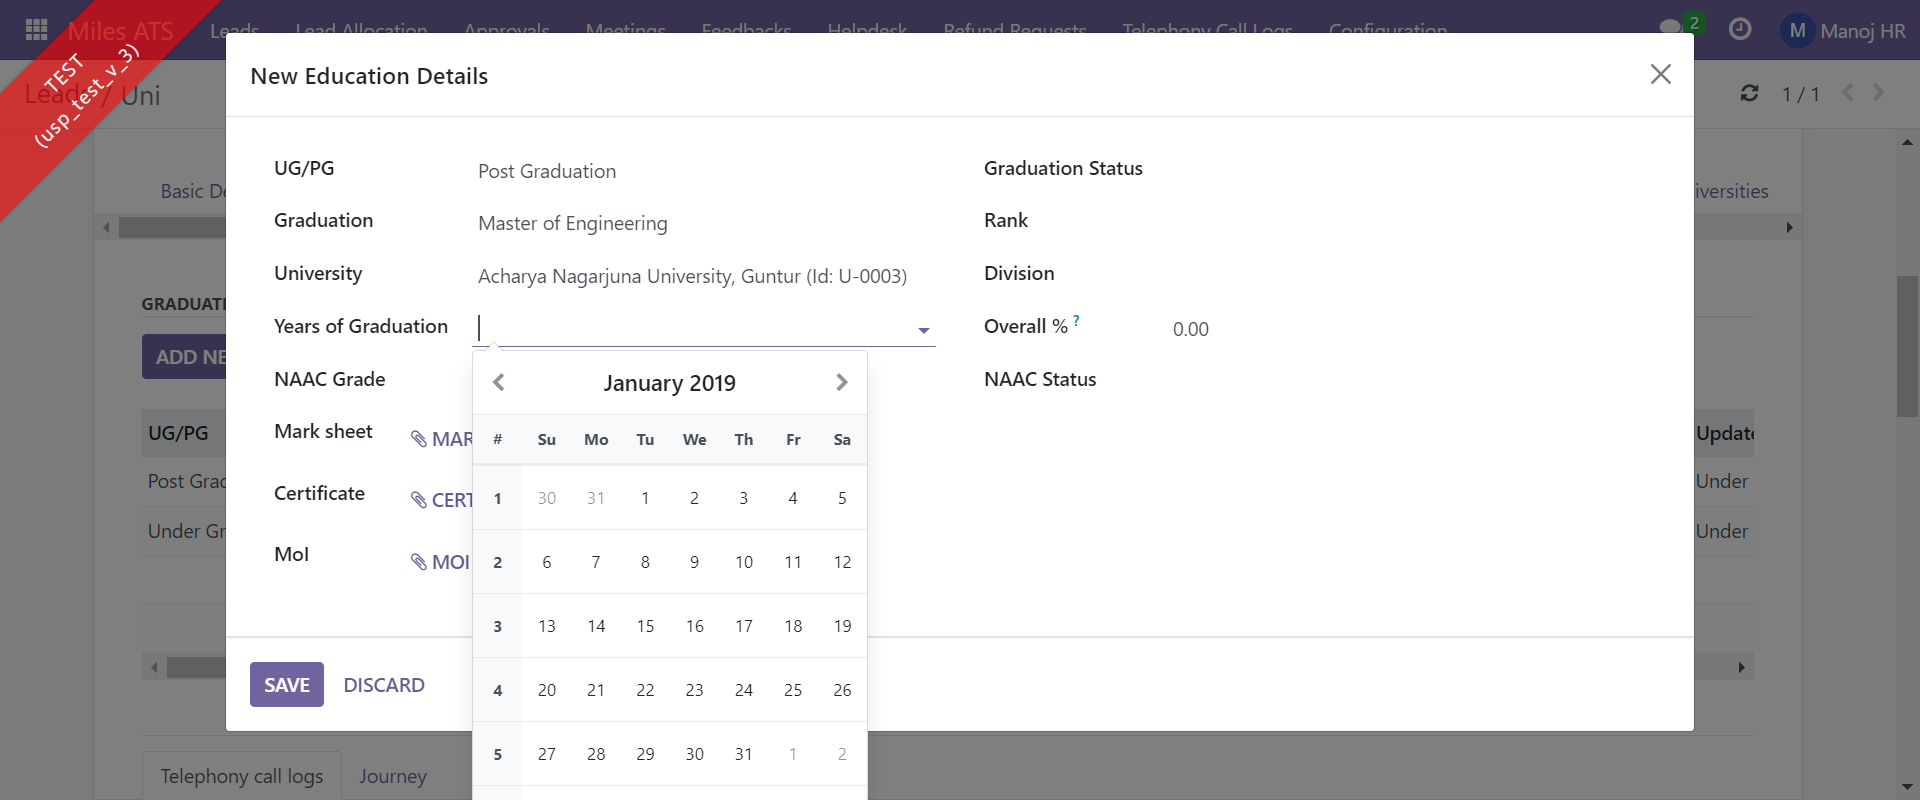 Miles ATS Leads Lead Allocation Approvals Meetings Feedbacks Helpdesk Refund Requests Telephony Call Logs Configuration 2 M Manoj HR
TEST
(usp_test_v_3)
Leads / Uni
1 / 1
New Education Details
Basic De
iversities
UG/PG Post Graduation Graduation Status
Graduation Master of Engineering Rank
University Acharya Nagarjuna University, Guntur (Id: U-0003) Division
GRADUATI
Years of Graduation Overall % ? 0.00
ADD NE
NAAC Grade NAAC Status
January 2019
Mark sheet MAR
UG/PG
Update
# Su Mo Tu We Th Fr Sa
Post Grad
Under
Certificate CERT
1 30 31 1 2 3 4 5
Under Gr
Under
MoI MOI
2 6 7 8 9 10 11 12
3 13 14 15 16 17 18 19
SAVE DISCARD
4 20 21 22 23 24 25 26
5 27 28 29 30 31 1 2
Telephony call logs Journey